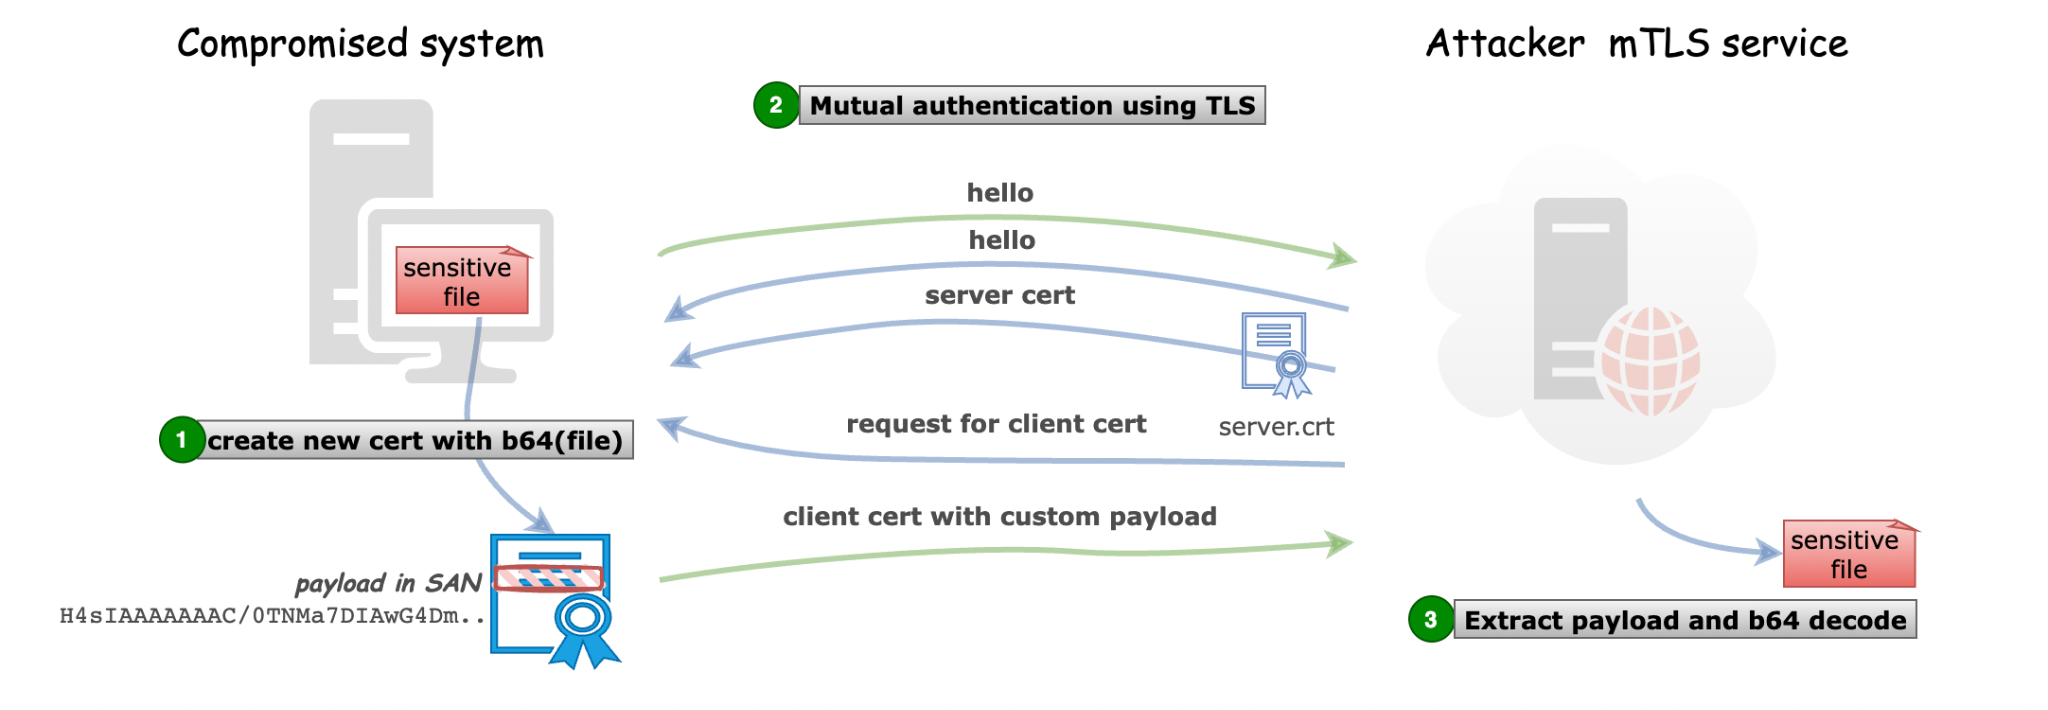 Compromised system
Attacker mTLS service
2
Mutual authentication using TLS
hello
hello
server cert
sensitive
file
request for client cert
server.crt
1
create new cert with b64(file)
client cert with custom payload
payload in SAN
H4sIAAAAAAAC/0TNMa7DIAwG4Dm..
sensitive
file
3
Extract payload and b64 decode